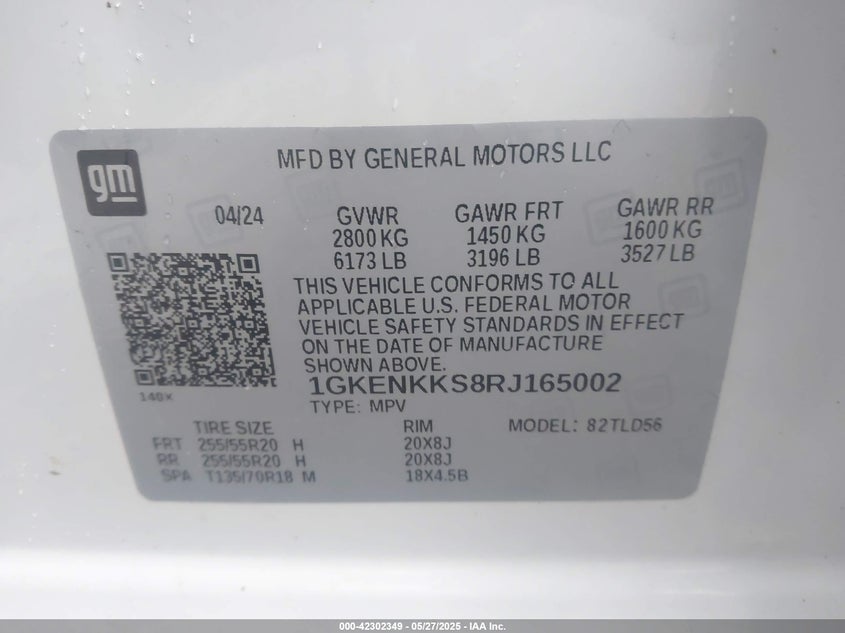 gm
MFD BY GENERAL MOTORS LLC
04/24 GVWR GAWR FRT GAWR RR
2800 KG 1450 KG 1600 KG
6173 LB 3196 LB 3527 LB
THIS VEHICLE CONFORMS TO ALL
APPLICABLE U.S. FEDERAL MOTOR
VEHICLE SAFETY STANDARDS IN EFFECT
ON THE DATE OF MANUFACTURE
SHOWN ABOVE.
1GKENKKS8RJ165002
140X
TYPE: MPV
TIRE SIZE RIM MODEL: 82TLD56
FRT 255/55R20 H 20X8J
RR 255/55R20 H 20X8J
SPA T135/70R18 M 18X4.5B
000-42302349 - 05/27/2025 - IAA Inc.